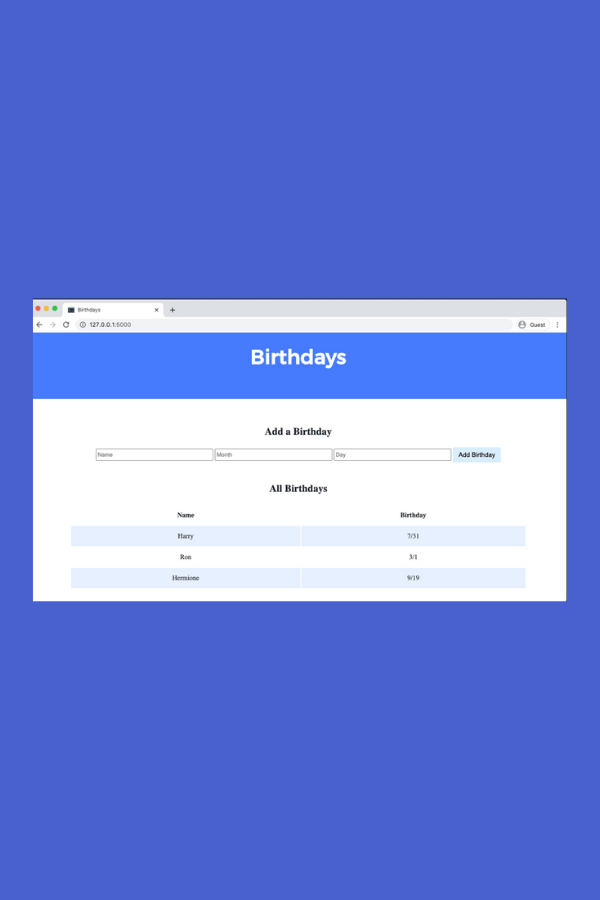 Birthdays
127.0.0.1:5000
Guest
Birthdays
Add a Birthday
Name Month Day Add Birthday
All Birthdays
Name Birthday
Harry 7/31
Ron 3/1
Hermione 9/19